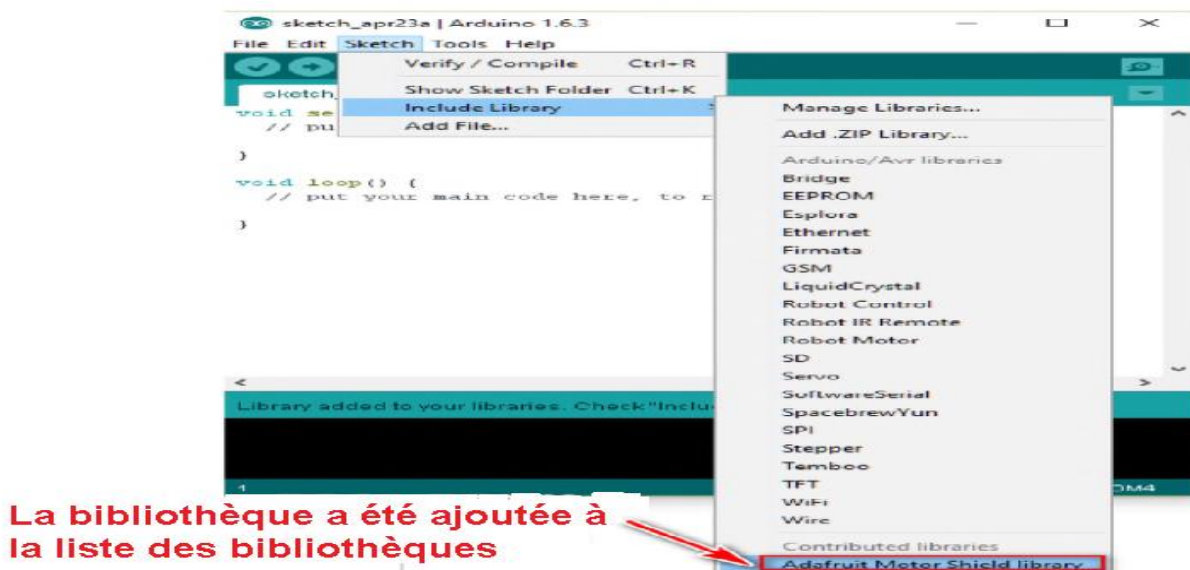 sketch_apr23a | Arduino 1.6.3
File Edit Sketch Tools Help
Verify / Compile Ctrl+R
Show Sketch Folder Ctrl+K
Include Library
Add File...
sketch_
void se
// pu
}
void loop() {
// put your main code here, to r
}
Manage Libraries...
Add .ZIP Library...
Arduino/Avr libreries
Bridge
EEPROM
Esplora
Ethernet
Firmata
GSM
LiquidCrystal
Robot Control
Robot IR Remote
Robot Motor
SD
Servo
SoftwareSerial
SpacebrewYun
SPI
Stepper
Temboo
TFT
WiFi
Wire
Contributed libraries
Adafruit Motor Shield library
Library added to your libraries. Check "Inclu
1
OM4
La bibliothèque a été ajoutée à
la liste des bibliothèques